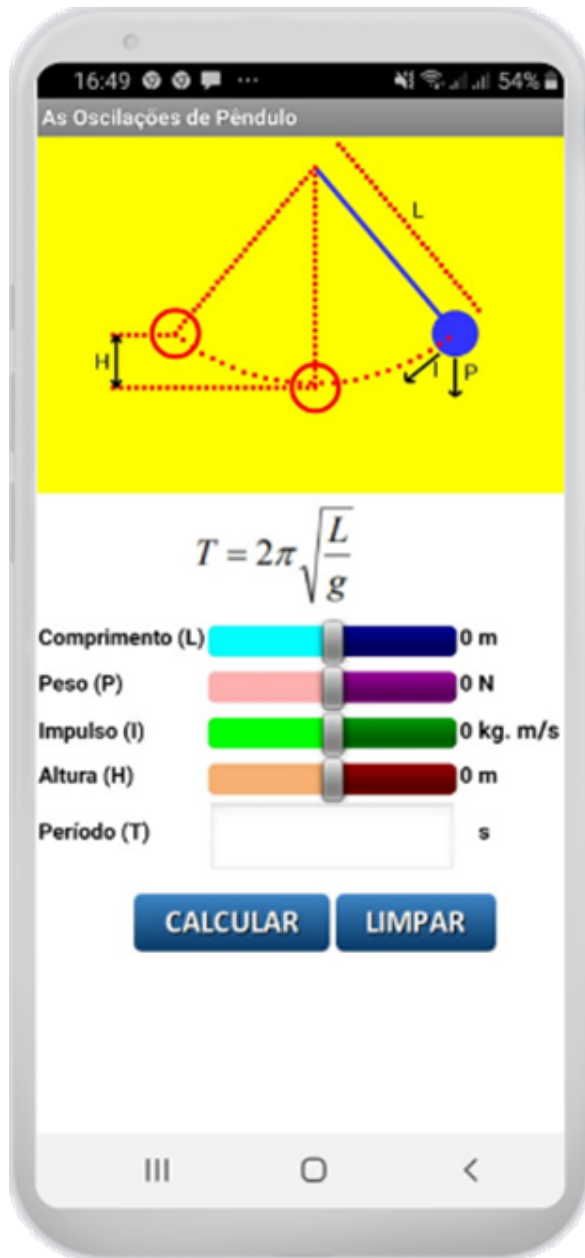 16:49 ... 54%
As Oscilações de Pêndulo
L
H
I P
T = 2π√(L/g)
Comprimento (L) 0 m
Peso (P) 0 N
Impulso (I) 0 kg. m/s
Altura (H) 0 m
Período (T) s
CALCULAR LIMPAR